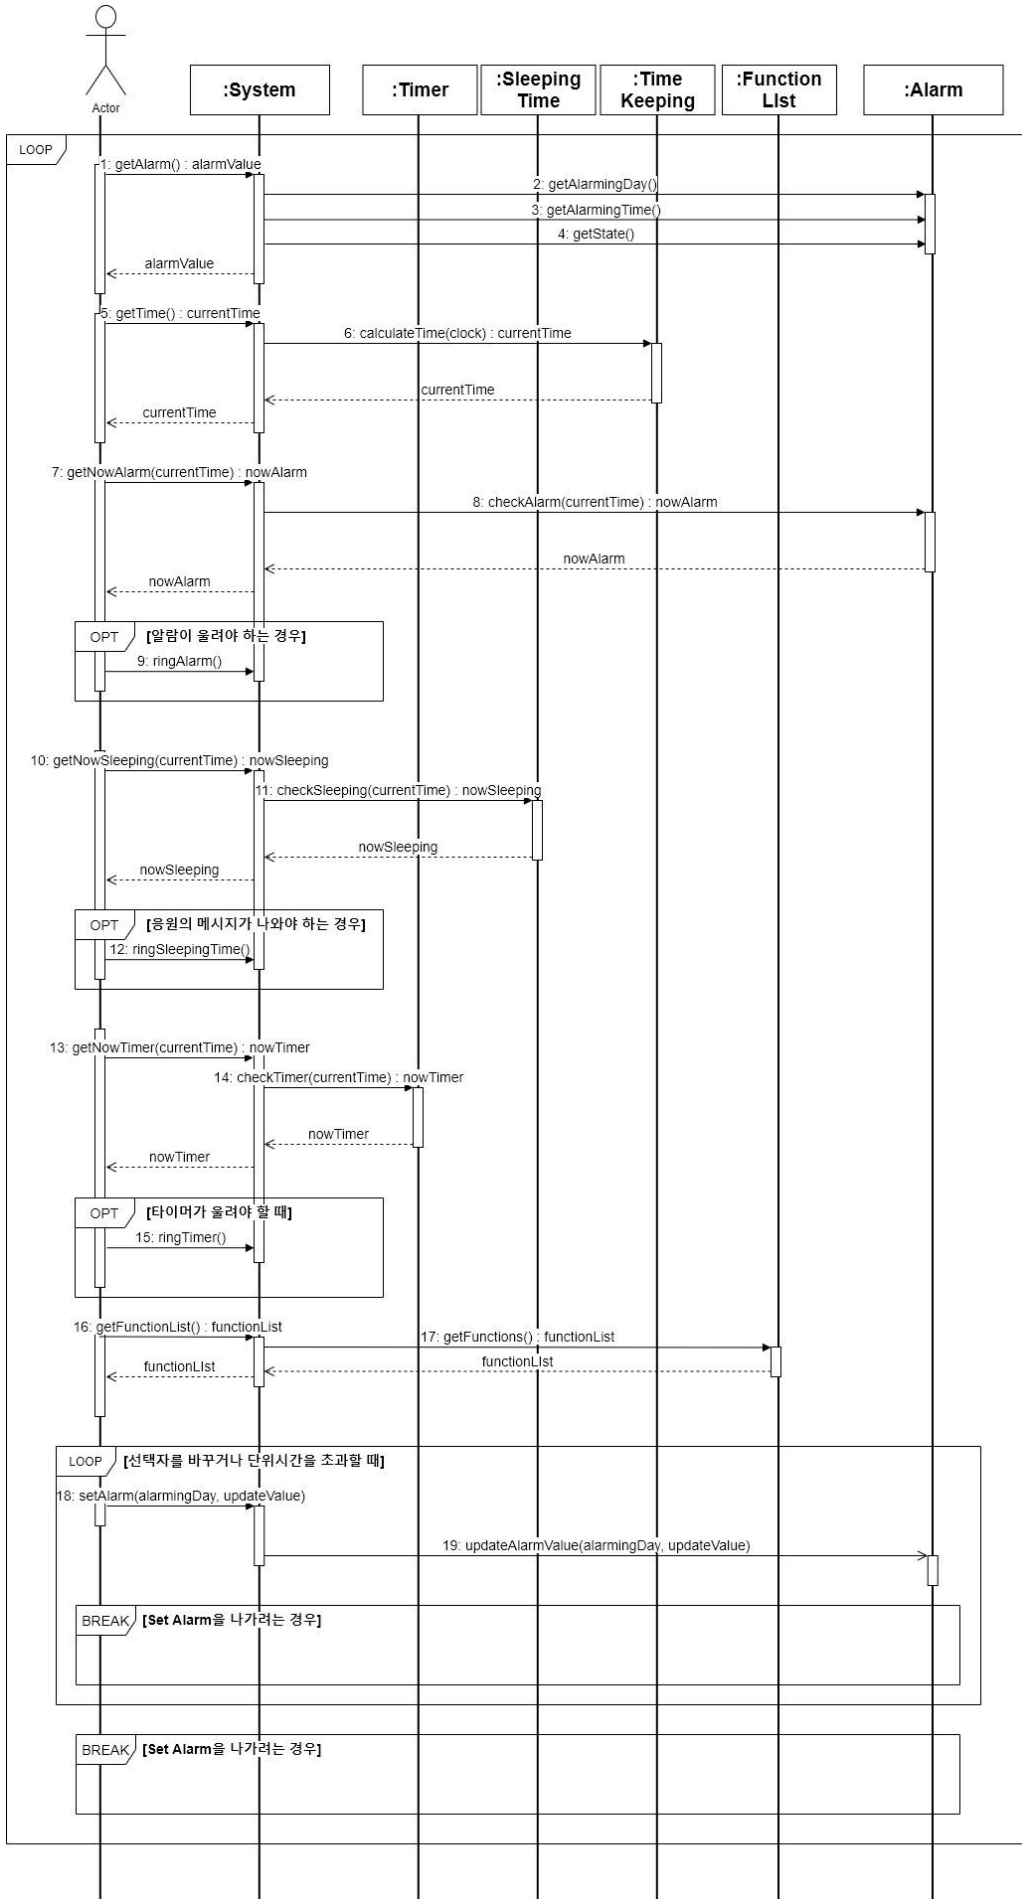 Actor
:System
:Timer
:Sleeping
Time
:Time
Keeping
:Function
LIst
:Alarm
LOOP
1: getAlarm() : alarmValue
2: getAlarmingDay()
3: getAlarmingTime()
4: getState()
alarmValue
5: getTime() : currentTime
6: calculateTime(clock) : currentTime
currentTime
currentTime
7: getNowAlarm(currentTime) : nowAlarm
8: checkAlarm(currentTime) : nowAlarm
nowAlarm
nowAlarm
OPT [알람이 울려야 하는 경우]
9: ringAlarm()
10: getNowSleeping(currentTime) : nowSleeping
11: checkSleeping(currentTime) : nowSleeping
nowSleeping
nowSleeping
OPT [응원의 메시지가 나와야 하는 경우]
12: ringSleepingTime()
13: getNowTimer(currentTime) : nowTimer
14: checkTimer(currentTime) : nowTimer
nowTimer
nowTimer
OPT [타이머가 울려야 할 때]
15: ringTimer()
16: getFunctionList() : functionList
17: getFunctions() : functionList
functionLIst
functionLIst
LOOP [선택자를 바꾸거나 단위시간을 초과할 때]
18: setAlarm(alarmingDay, updateValue)
19: updateAlarmValue(alarmingDay, updateValue)
BREAK [Set Alarm을 나가려는 경우]
BREAK [Set Alarm을 나가려는 경우]